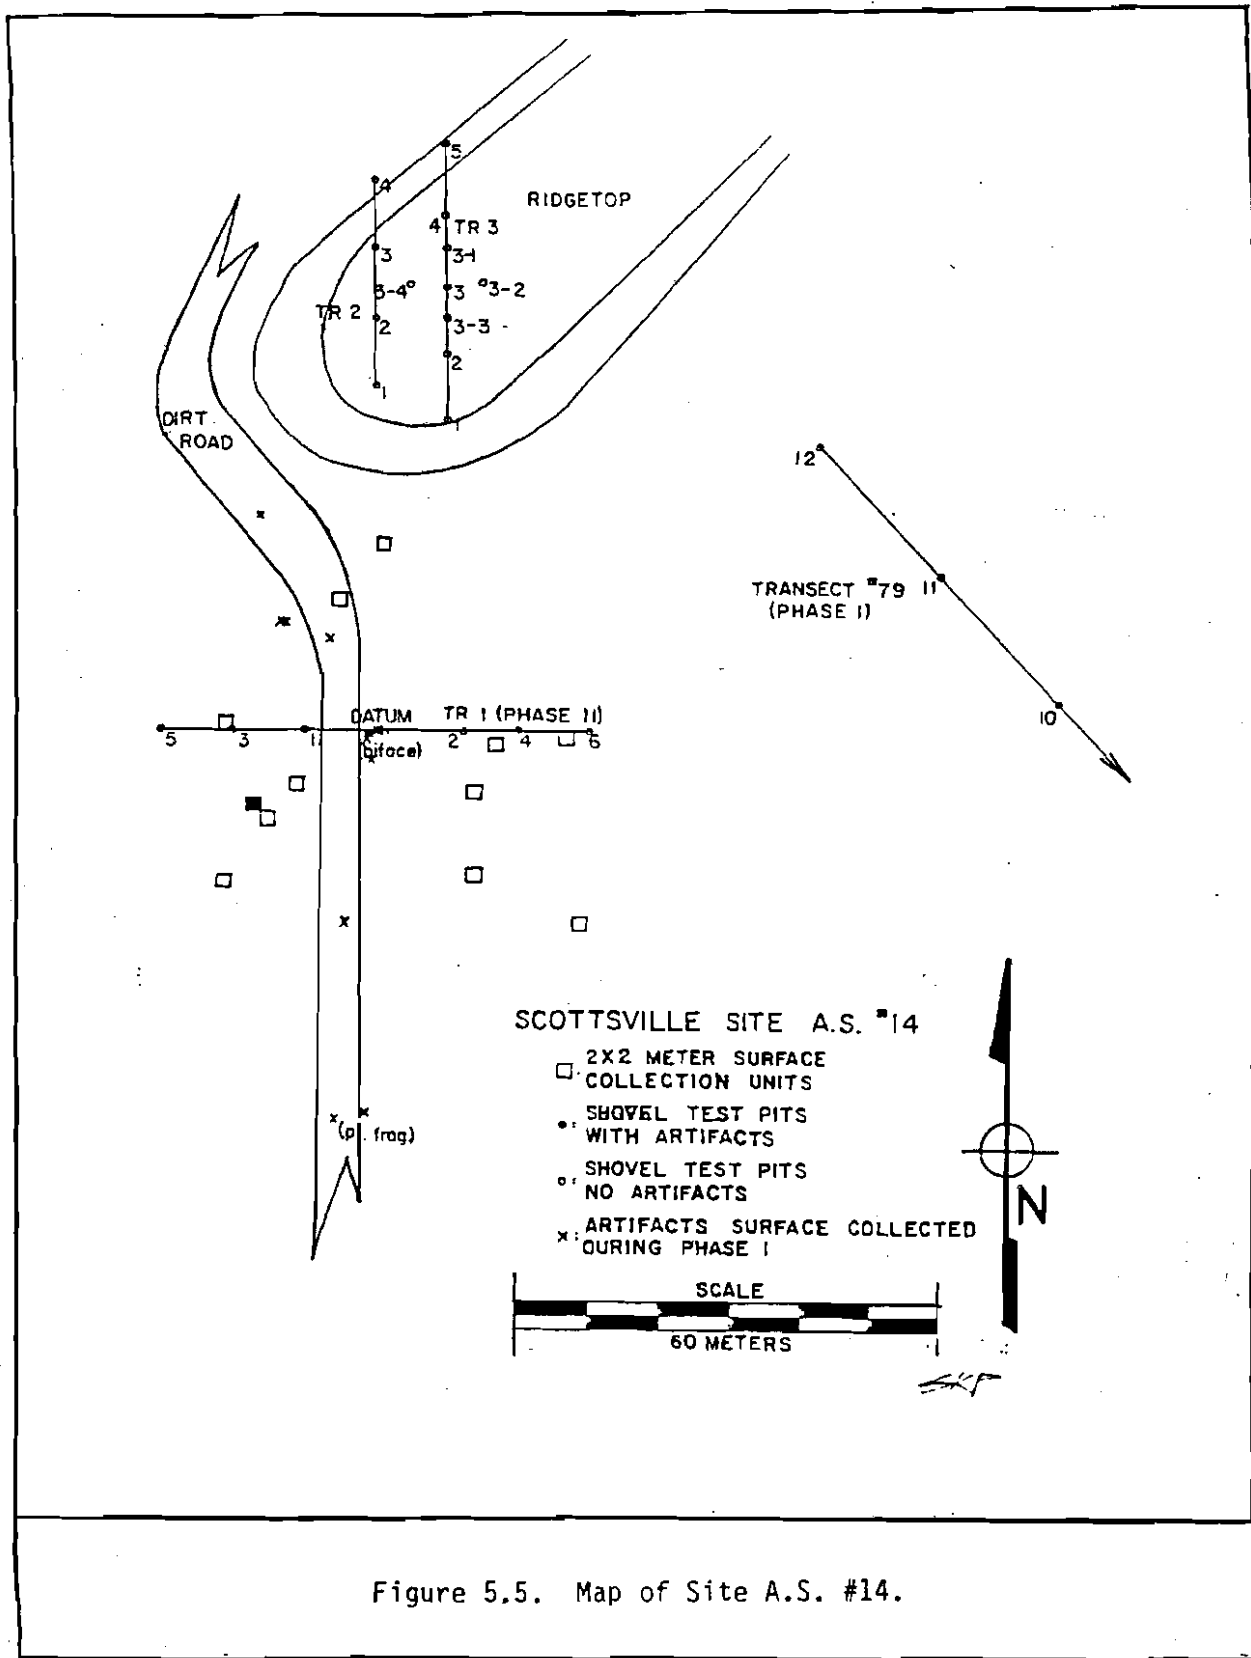 5
4
RIDGETOP
4 TR 3
3
3-1
3-4
3
3-2
TR 2
2
3-3
2
1
1
DIRT
ROAD
12
TRANSECT #79
(PHASE 1)
11
10
DATUM
TR 1 (PHASE 11)
5
3
1
2
4
6
(biface)
SCOTTSVILLE SITE A.S. #14
2X2 METER SURFACE
COLLECTION UNITS
SHOVEL TEST PITS
WITH ARTIFACTS
SHOVEL TEST PITS
NO ARTIFACTS
ARTIFACTS SURFACE COLLECTED
DURING PHASE 1
(p. frag)
N
SCALE
60 METERS
Figure 5.5. Map of Site A.S. #14.